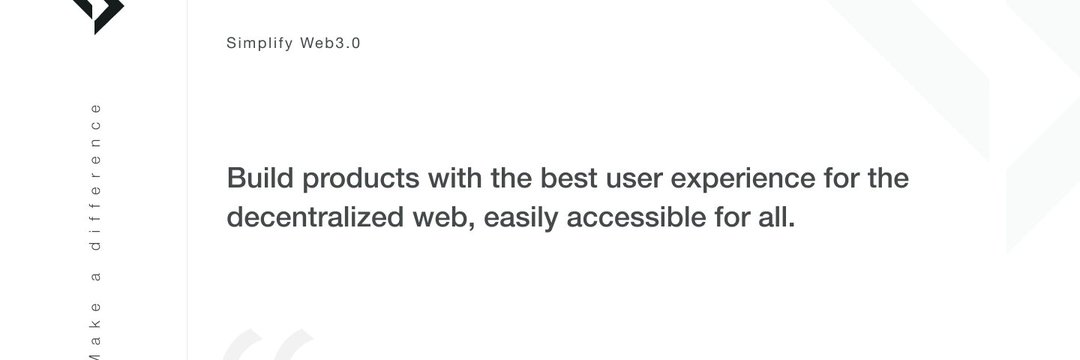 Simplify Web3.0
Make a difference
Build products with the best user experience for the
decentralized web, easily accessible for all.
“